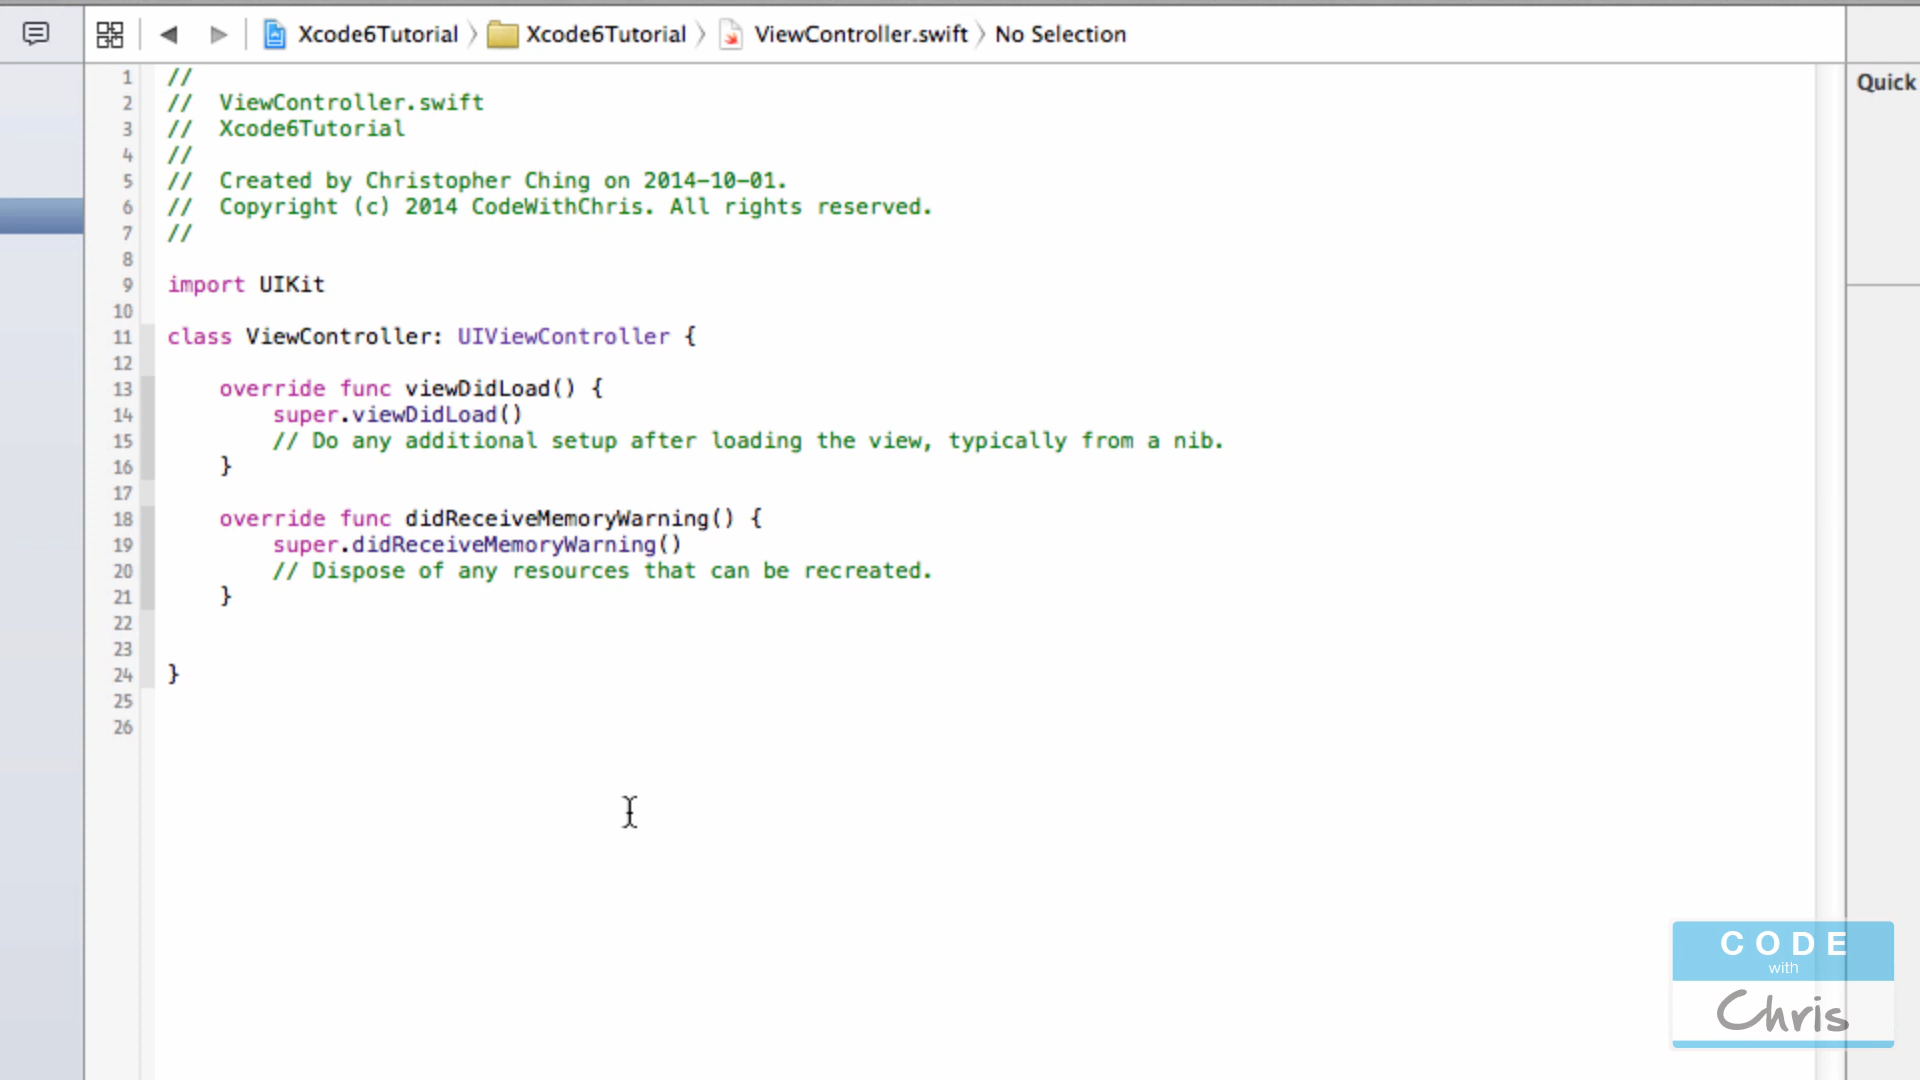 Xcode6Tutorial 〉 Xcode6Tutorial 〉 ViewController.swift 〉 No Selection
Quick
1 //
2 //  ViewController.swift
3 //  Xcode6Tutorial
4 //
5 //  Created by Christopher Ching on 2014-10-01.
6 //  Copyright (c) 2014 CodeWithChris. All rights reserved.
7 //
8
9 import UIKit
10
11 class ViewController: UIViewController {
12
13     override func viewDidLoad() {
14         super.viewDidLoad()
15         // Do any additional setup after loading the view, typically from a nib.
16     }
17
18     override func didReceiveMemoryWarning() {
19         super.didReceiveMemoryWarning()
20         // Dispose of any resources that can be recreated.
21     }
22
23
24 }
25
26
CODE
with
Chris